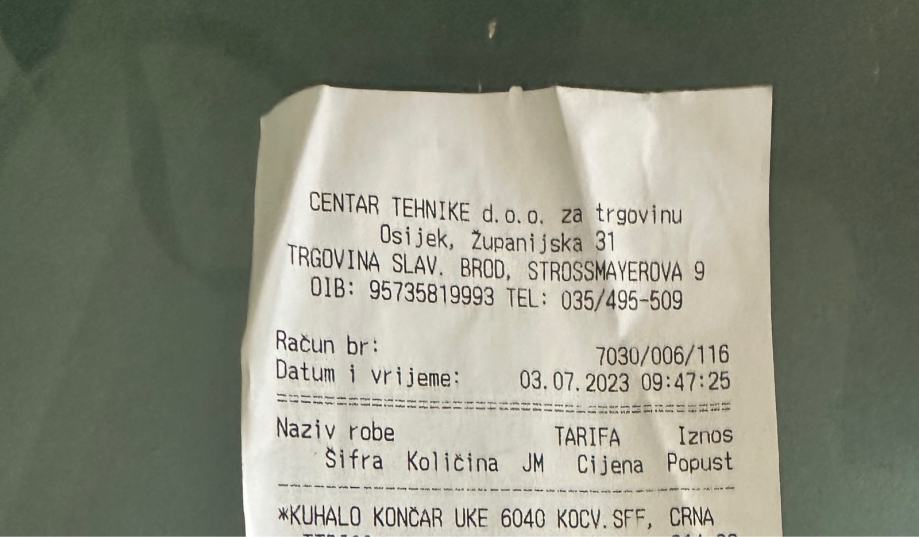 CENTAR TEHNIKE d.o.o. za trgovinu
Osijek, Županijska 31
TRGOVINA SLAV. BROD, STROSSMAYEROVA 9
OIB: 95735819993 TEL: 035/495-509
Račun br: 7030/006/116
Datum i vrijeme: 03.07.2023 09:47:25
Naziv robe TARIFA Iznos
Šifra Količina JM Cijena Popust
*KUHALO KONČAR UKE 6040 KOCV.SFF, CRNA